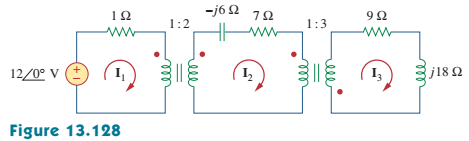 1 Ω
1 : 2
–j6 Ω
7 Ω
1 : 3
9 Ω
12/0° V
+
–
I1
I2
I3
j18 Ω
Figure 13.128